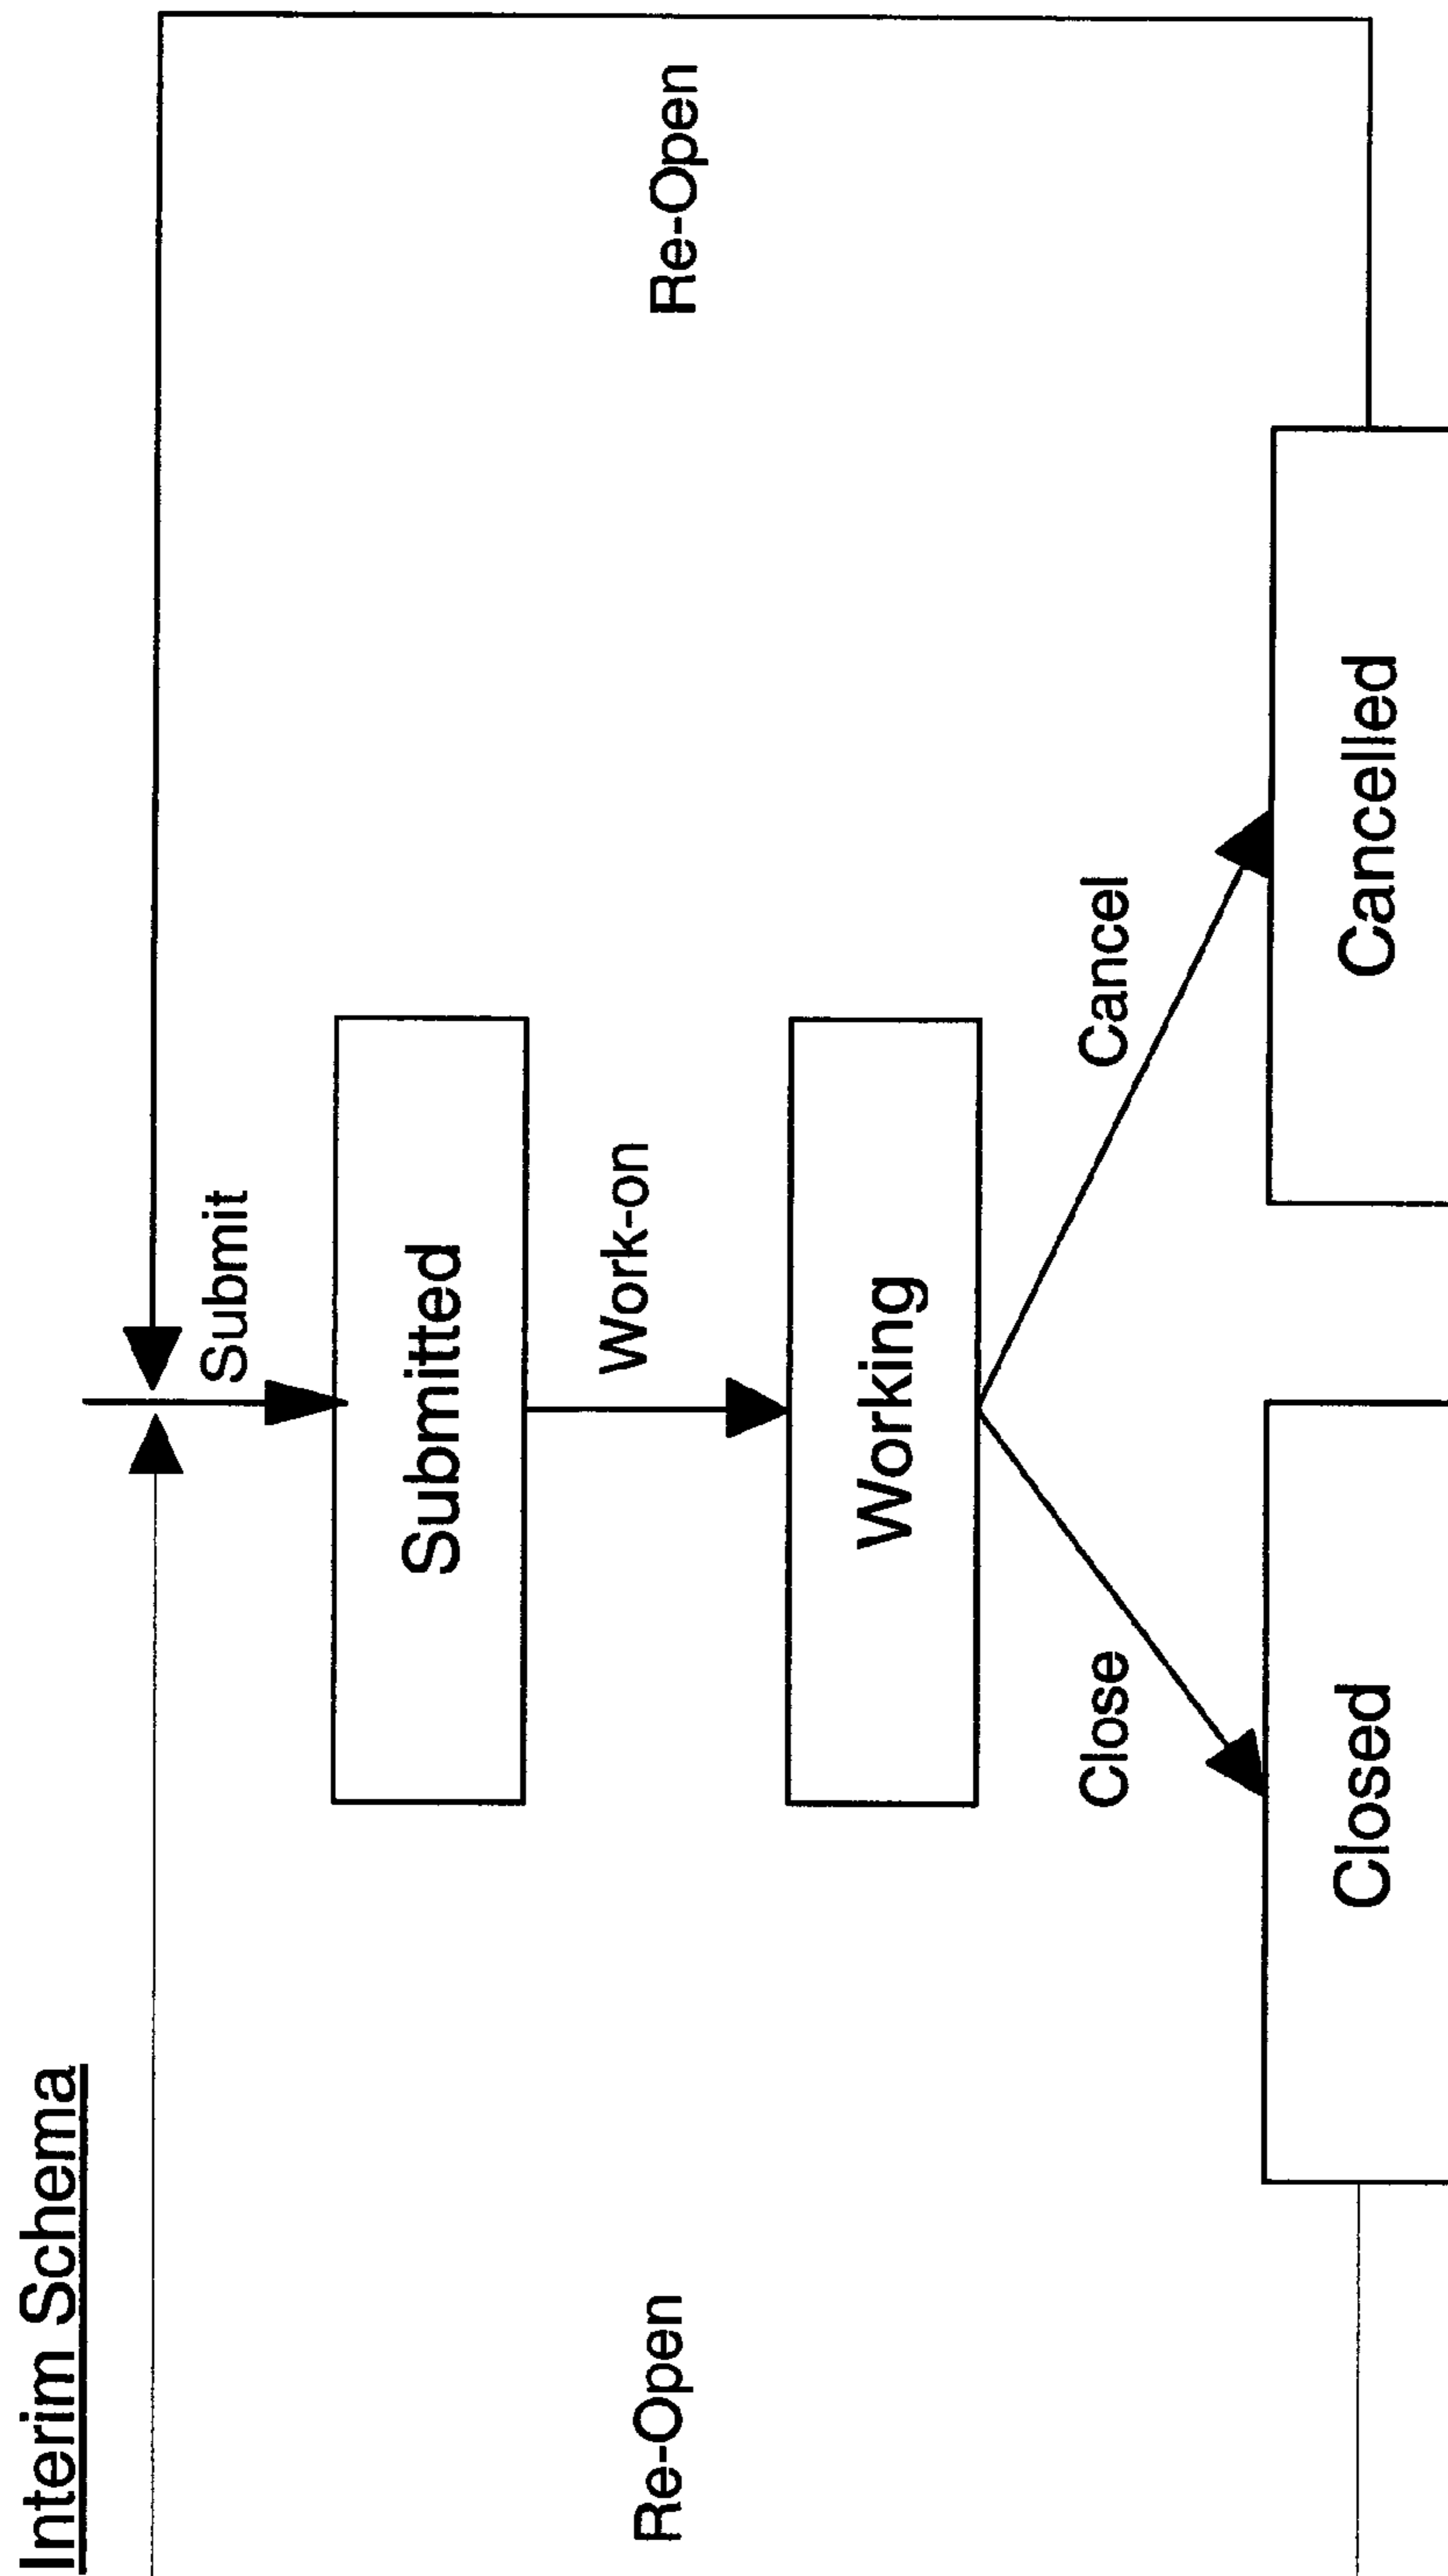 Interim Schema
Submit
Submitted
Re-Open
Work-on
Re-Open
Working
Close
Cancel
Closed
Cancelled